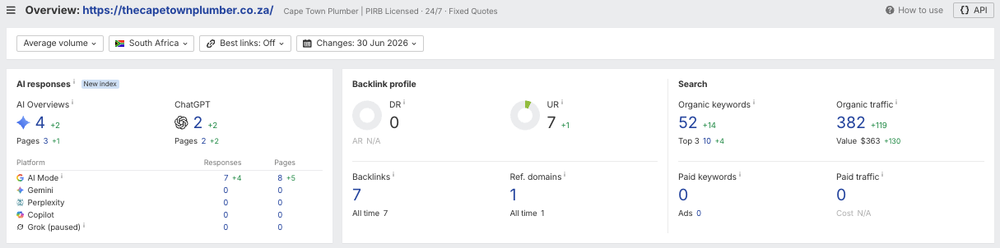 Overview: https://thecapetownplumber.co.za/ Cape Town Plumber | PIRB Licensed · 24/7 · Fixed Quotes How to use API
Average volume South Africa Best links: Off Changes: 30 Jun 2026
AI responses i New index
AI Overviews i ChatGPT
4 +2 2 +2
Pages 3 +1 Pages 2 +2
Platform Responses Pages
AI Mode i 7 +4 8 +5
Gemini 0 0
Perplexity 0 0
Copilot 0 0
Grok (paused) i 0 0
Backlink profile
DR i UR i
0 7 +1
AR N/A
Backlinks i Ref. domains i
7 1
All time 7 All time 1
Search
Organic keywords i Organic traffic i
52 +14 382 +119
Top 3 10 +4 Value $363 +130
Paid keywords i Paid traffic i
0 0
Ads 0 Cost N/A